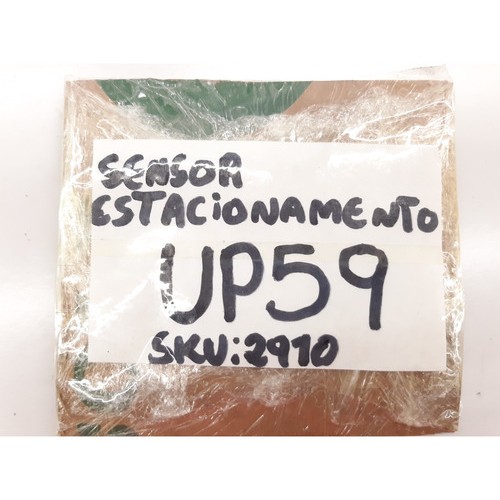 SENSOR
ESTACIONAMENTO
UP59
SKU:2910